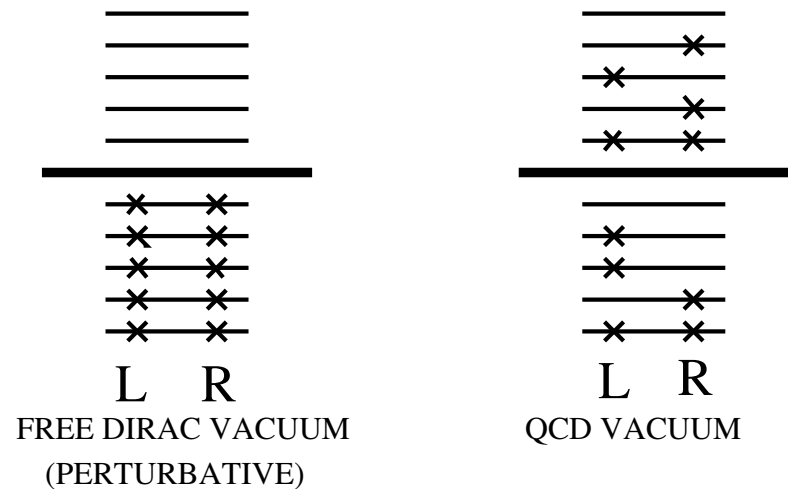 L R
FREE DIRAC VACUUM
(PERTURBATIVE)
L R
QCD VACUUM